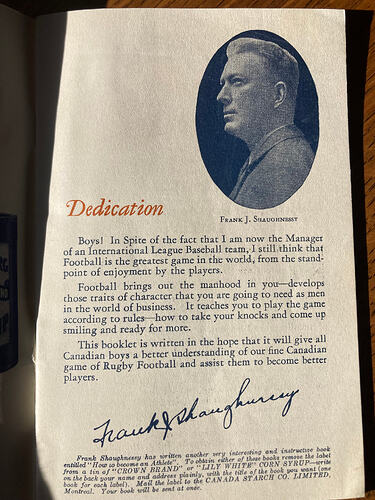 FRANK J. SHAUGHNESSY
Dedication
Boys! In Spite of the fact that I am now the Manager
of an International League Baseball team, I still think that
Football is the greatest game in the world, from the stand-
point of enjoyment by the players.
Football brings out the manhood in you—develops
those traits of character that you are going to need as men
in the world of business. It teaches you to play the game
according to rules—how to take your knocks and come up
smiling and ready for more.
This booklet is written in the hope that it will give all
Canadian boys a better understanding of our fine Canadian
game of Rugby Football and assist them to become better
players.
Frank J Shaughnessy
Frank Shaughnessy has written another very interesting and instructive book
entitled "How to become an Athlete". To obtain either of these books remove the label
from a tin of "CROWN BRAND" or "LILY WHITE" CORN SYRUP—write
on the back your name and address plainly, with the title of the book you want (one
book for each label). Mail the label to the CANADA STARCH CO. LIMITED,
Montreal. Your book will be sent at once.